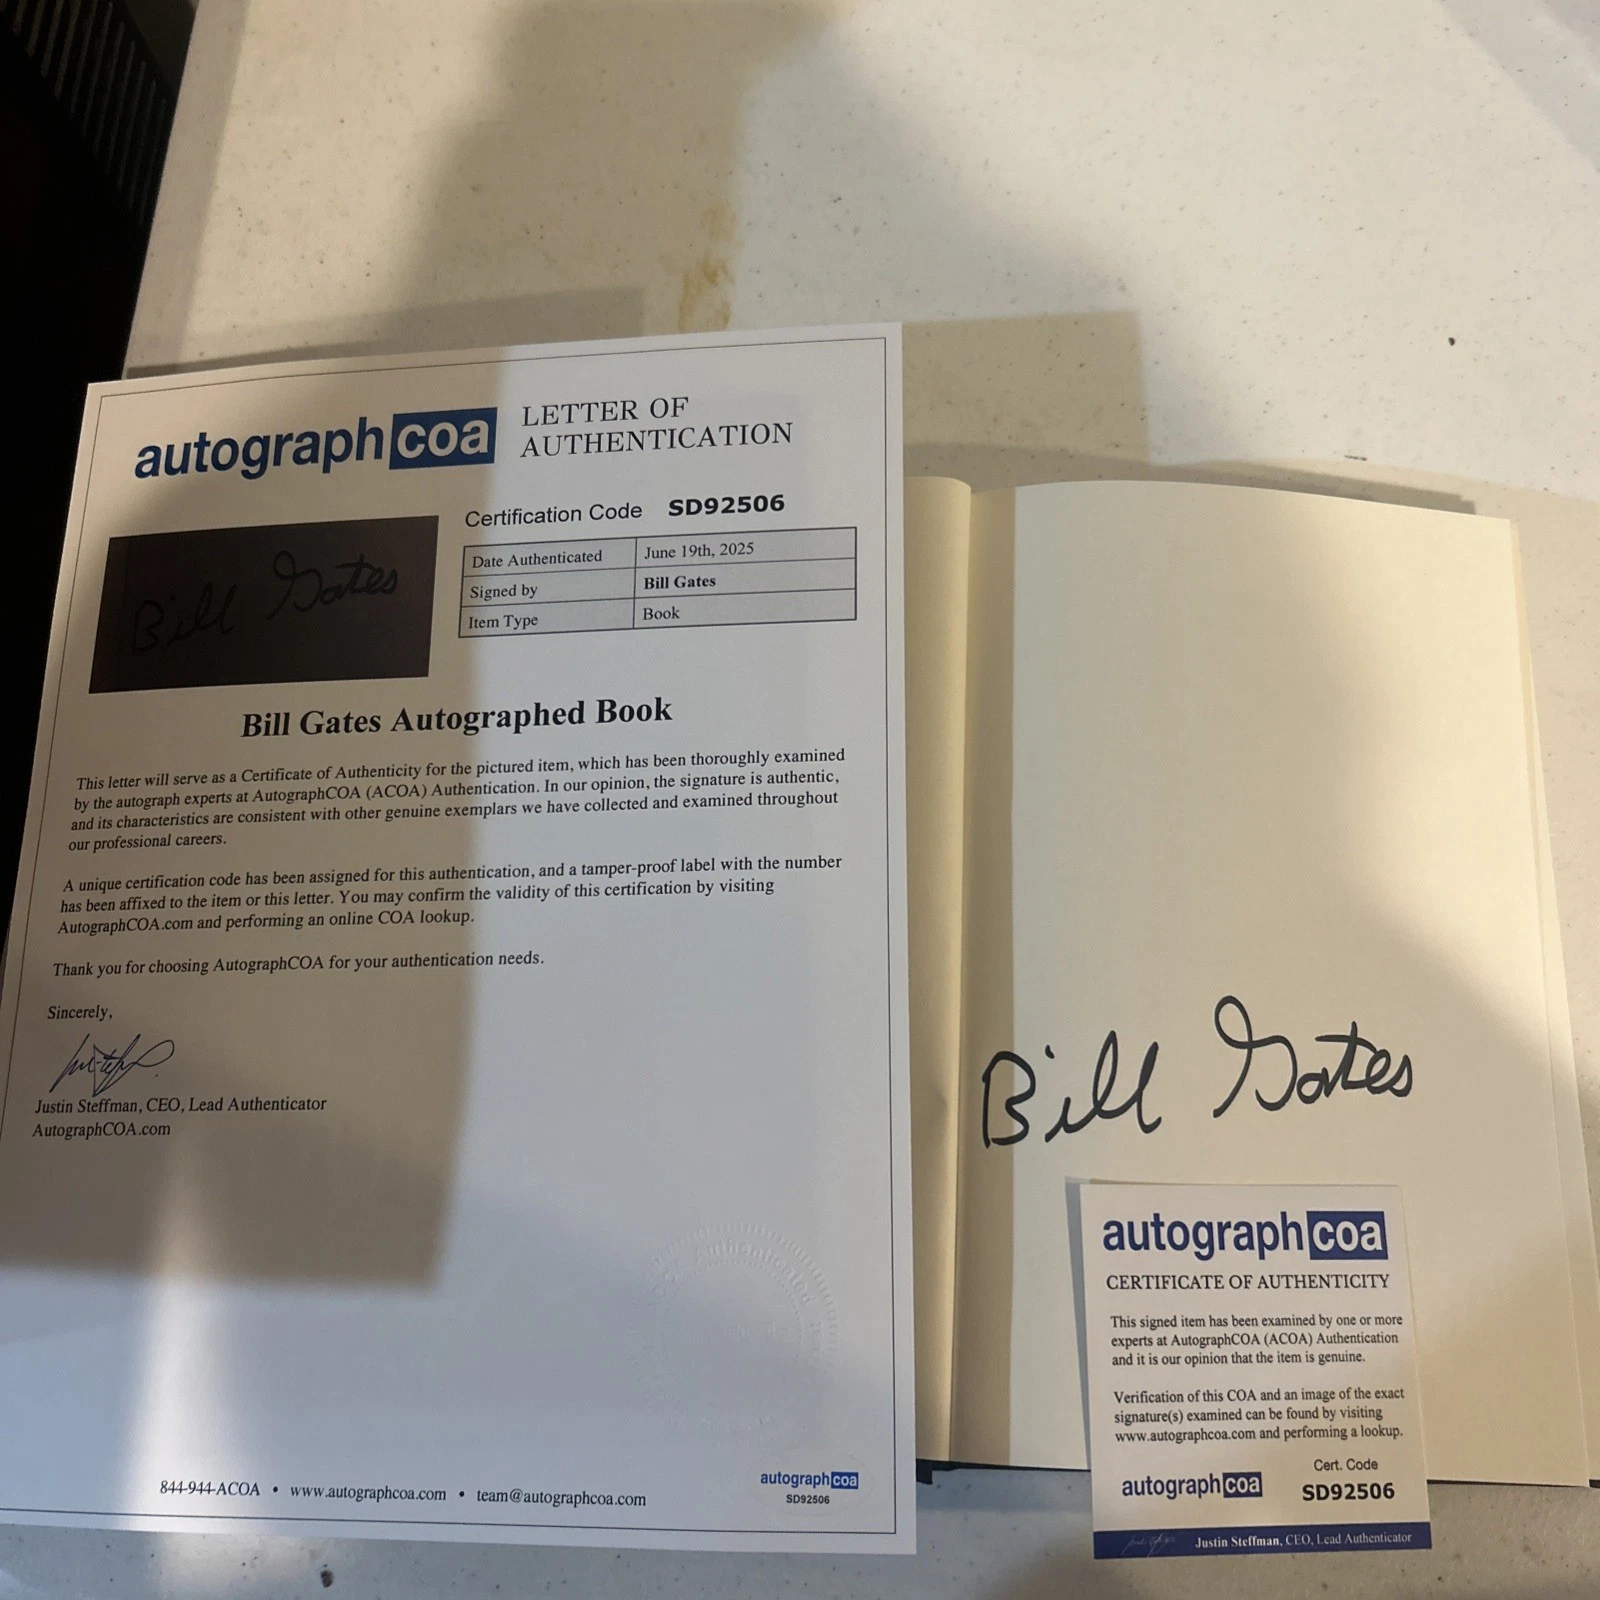 autographcoa
LETTER OF
AUTHENTICATION
Certification Code SD92506
Bill Gates
Date Authenticated June 19th, 2025
Signed by Bill Gates
Item Type Book
Bill Gates Autographed Book
This letter will serve as a Certificate of Authenticity for the pictured item, which has been thoroughly examined
by the autograph experts at AutographCOA (ACOA) Authentication. In our opinion, the signature is authentic,
and its characteristics are consistent with other genuine exemplars we have collected and examined throughout
our professional careers.
A unique certification code has been assigned for this authentication, and a tamper-proof label with the number
has been affixed to the item or this letter. You may confirm the validity of this certification by visiting
AutographCOA.com and performing an online COA lookup.
Thank you for choosing AutographCOA for your authentication needs.
Sincerely,
Justin Steffman, CEO, Lead Authenticator
AutographCOA.com
Authenticated
844-944-ACOA • www.autographcoa.com • team@autographcoa.com
autographcoa
SD92506
Bill Gates
autographcoa
CERTIFICATE OF AUTHENTICITY
This signed item has been examined by one or more
experts at AutographCOA (ACOA) Authentication
and it is our opinion that the item is genuine.
Verification of this COA and an image of the exact
signature(s) examined can be found by visiting
www.autographcoa.com and performing a lookup.
Cert. Code
autographcoa SD92506
Justin Steffman, CEO, Lead Authenticator